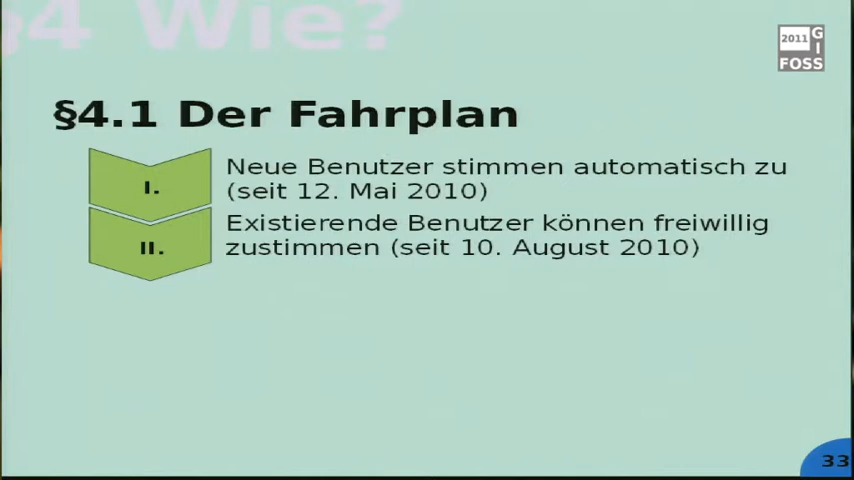 §4 Wie?
2011 G
I
FOSS
§4.1 Der Fahrplan
I. Neue Benutzer stimmen automatisch zu
(seit 12. Mai 2010)
II. Existierende Benutzer können freiwillig
zustimmen (seit 10. August 2010)
33